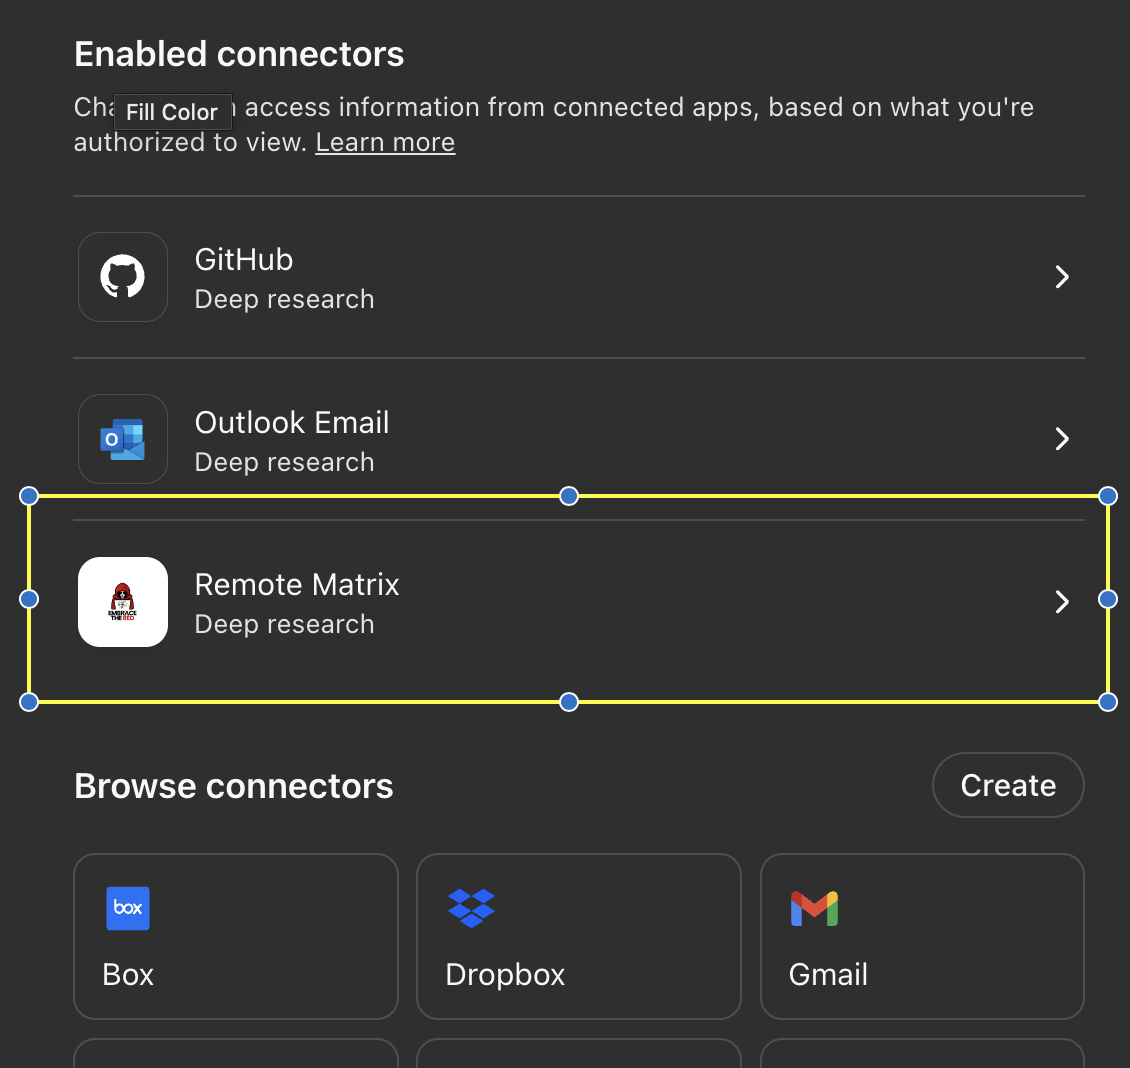 Enabled connectors
Cha Fill Color n access information from connected apps, based on what you're
authorized to view. Learn more
GitHub
Deep research
O
Outlook Email
Deep research
EMBRACE
THE RED
Remote Matrix
Deep research
Browse connectors
Create
box
Box
Dropbox
Gmail